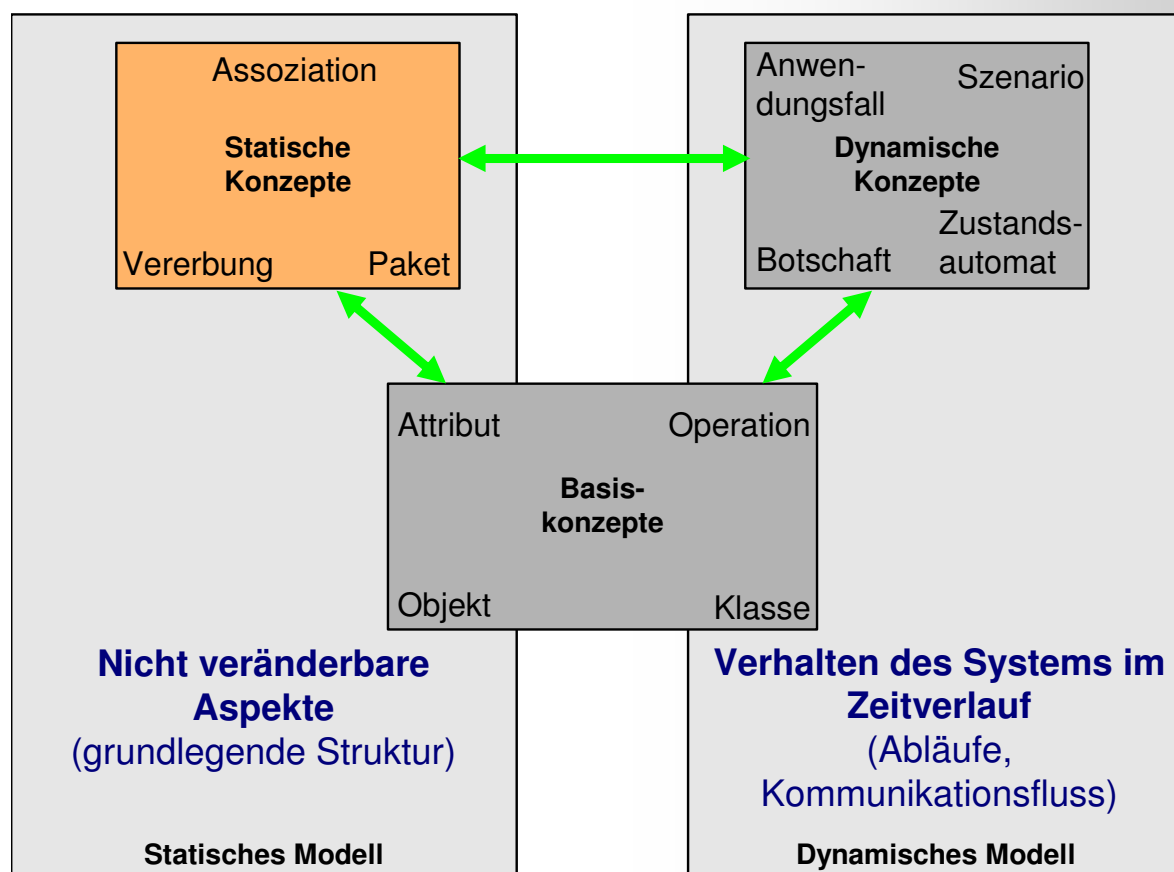 Assoziation
Statische
Konzepte
Vererbung
Paket
Anwen-
dungsfall
Szenario
Dynamische
Konzepte
Botschaft
Zustands-
automat
Attribut
Operation
Basis-
konzepte
Objekt
Klasse
Nicht veränderbare
Aspekte
(grundlegende Struktur)
Statisches Modell
Verhalten des Systems im
Zeitverlauf
(Abläufe,
Kommunikationsfluss)
Dynamisches Modell